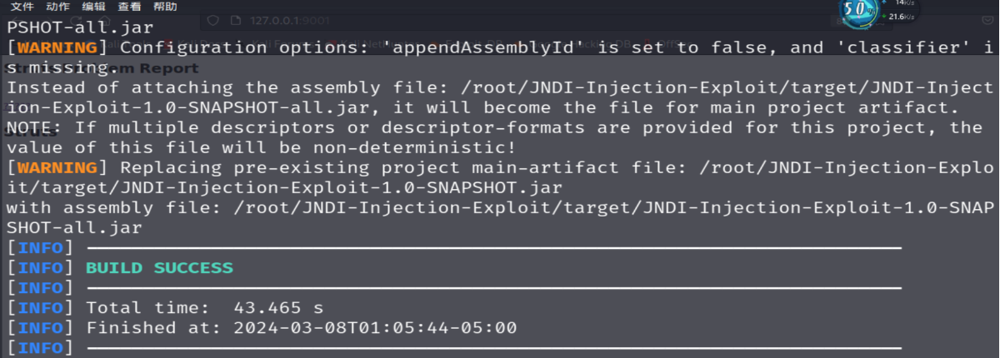 文件 动作 编辑 查看 帮助
127.0.0.1:9001
50%
14K/s
21.6K/s
PSHOT-all.jar
[WARNING] Configuration options: 'appendAssemblyId' is set to false, and 'classifier' i
s missing.
Instead of attaching the assembly file: /root/JNDI-Injection-Exploit/target/JNDI-Inject
ion-Exploit-1.0-SNAPSHOT-all.jar, it will become the file for main project artifact.
NOTE: If multiple descriptors or descriptor-formats are provided for this project, the
value of this file will be non-deterministic!
[WARNING] Replacing pre-existing project main-artifact file: /root/JNDI-Injection-Explo
it/target/JNDI-Injection-Exploit-1.0-SNAPSHOT.jar
with assembly file: /root/JNDI-Injection-Exploit/target/JNDI-Injection-Exploit-1.0-SNAP
SHOT-all.jar
[INFO]
[INFO] BUILD SUCCESS
[INFO]
[INFO] Total time:  43.465 s
[INFO] Finished at: 2024-03-08T01:05:44-05:00
[INFO]